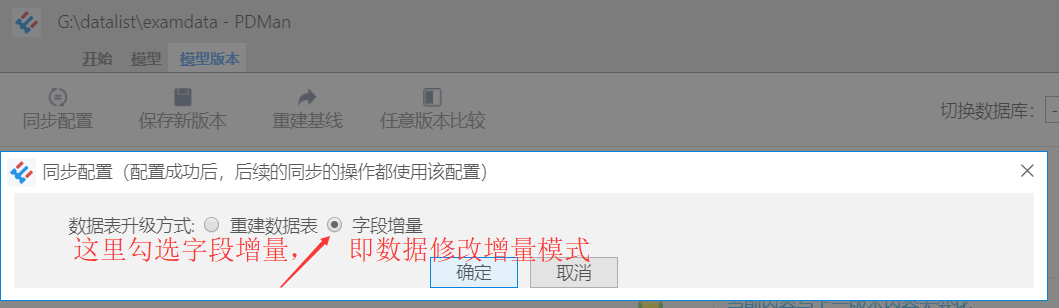 G:\datalist\examdata - PDMan
开始 模型 模型版本
同步配置 保存新版本 重建基线 任意版本比较
切换数据库：
同步配置（配置成功后，后续的同步的操作都使用该配置）
数据表升级方式: 重建数据表 字段增量
这里勾选字段增量， 即数据修改增量模式
确定 取消